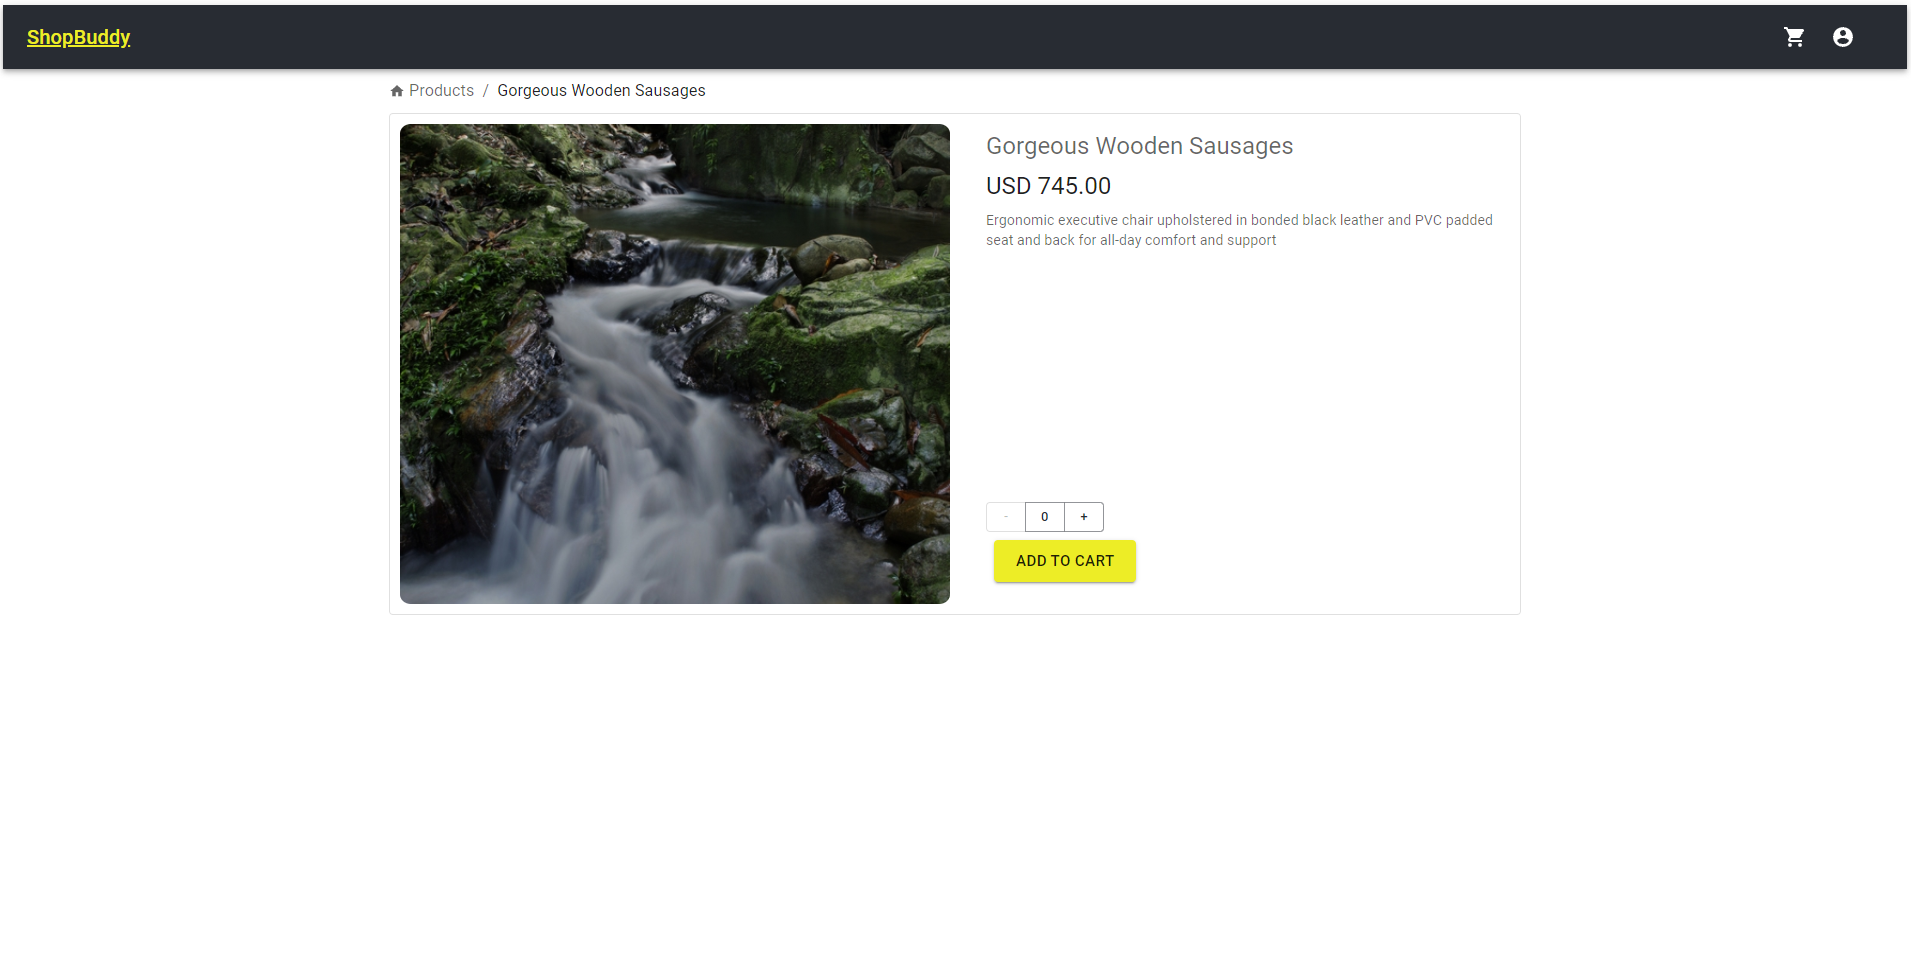 ShopBuddy
Products / Gorgeous Wooden Sausages
Gorgeous Wooden Sausages
USD 745.00
Ergonomic executive chair upholstered in bonded black leather and PVC padded
seat and back for all-day comfort and support
- 0 +
ADD TO CART